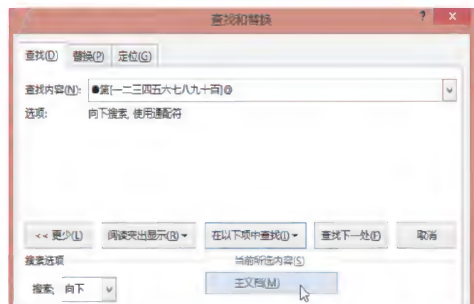 查找和替换
查找(D) 替换(P) 定位(G)
查找内容(N): ●第[一二三四五六七八九十百]@
选项: 向下搜索, 使用通配符
<< 更少(L) 阅读突出显示(R) 在以下项中查找(I) 查找下一处(F) 取消
搜索选项 当前所选内容(S)
搜索; 向下 主文档(M)